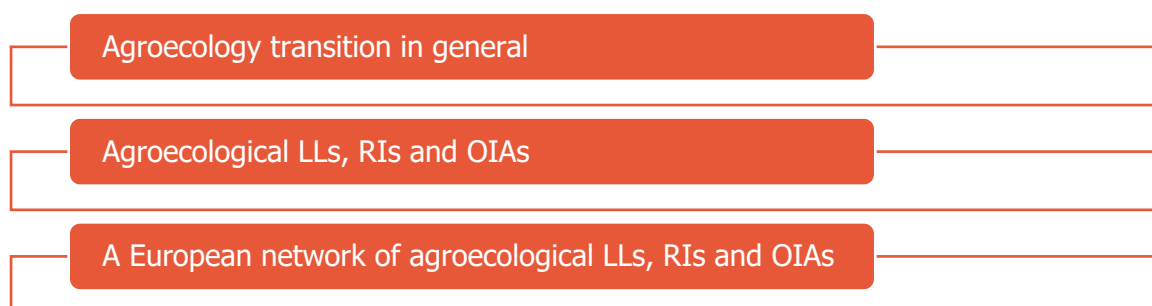 Agroecology transition in general
Agroecological LLs, RIs and OIAs
A European network of agroecological LLs, RIs and OIAs